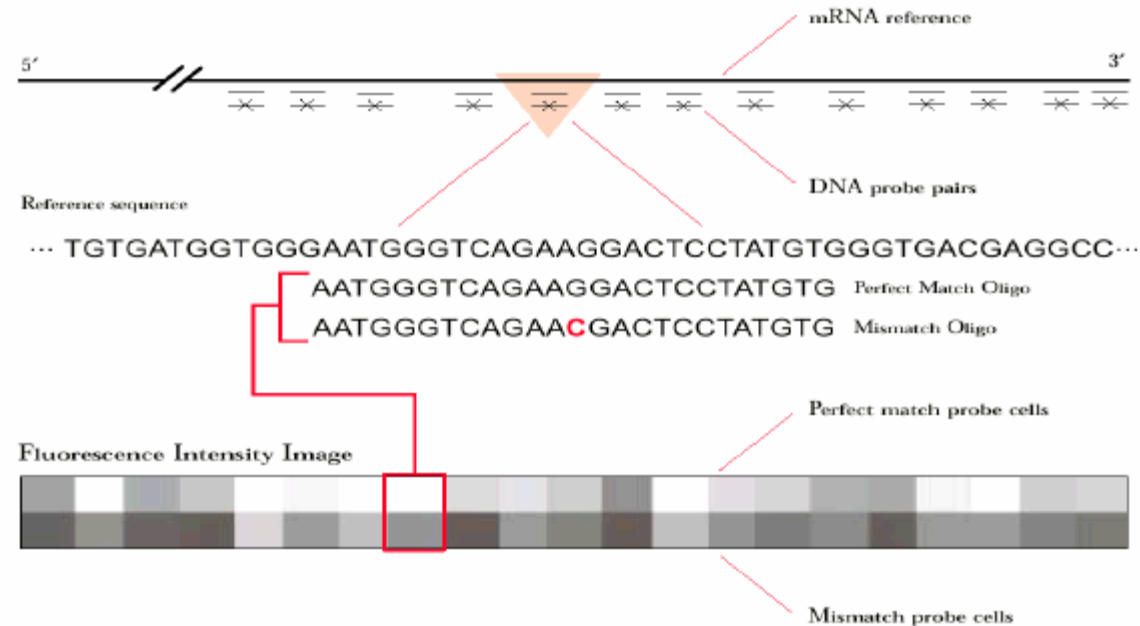 mRNA reference
5′
3′
DNA probe pairs
Reference sequence
··· TGTGATGGTGGGAATGGGTCAGAAGGACTCCTATGTGGGTGACGAGGCC···
AATGGGTCAGAAGGACTCCTATGTG Perfect Match Oligo
AATGGGTCAGAACGACTCCTATGTG Mismatch Oligo
Perfect match probe cells
Fluorescence Intensity Image
Mismatch probe cells